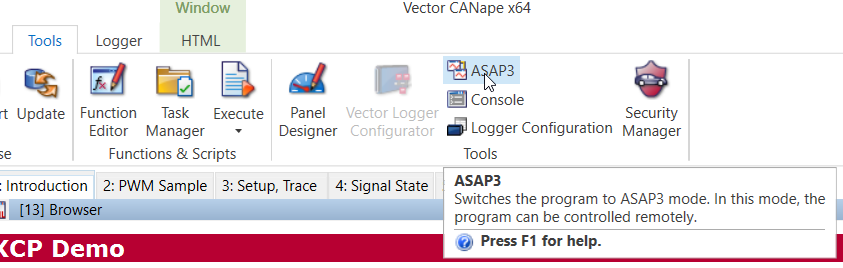 Window
Vector CANape x64
Tools
Logger
HTML
Update
Function
Editor
Task
Manager
Execute
Functions & Scripts
Panel
Designer
Vector Logger
Configurator
ASAP3
Console
Logger Configuration
Security
Manager
Tools
: Introduction
2: PWM Sample
3: Setup, Trace
4: Signal State
[13] Browser
XCP Demo
ASAP3
Switches the program to ASAP3 mode. In this mode, the
program can be controlled remotely.
Press F1 for help.